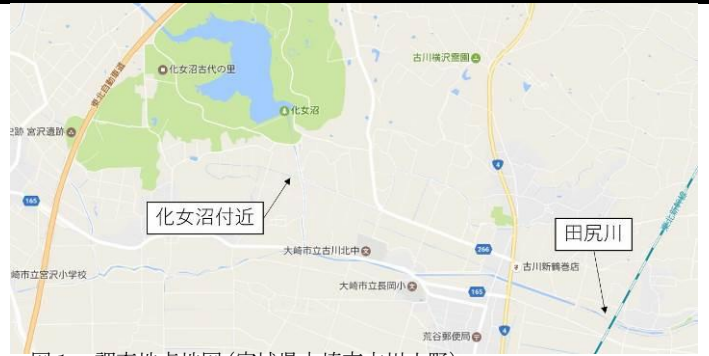 東北自動車道
化女沼古代の里
古川横沢霊園
化女沼
史跡 宮沢遺跡
4
165
化女沼付近
東北新幹線
田尻川
大崎市立古川北中
266
古川新鶴巻店
崎市立宮沢小学校
大崎市立長岡小
165
荒谷郵便局
4
図1 調査地点地図(宮城県大崎市古川小野)